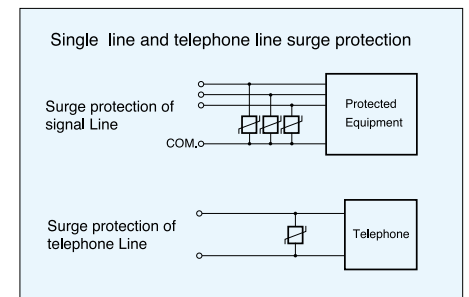 Single line and telephone line surge protection
Surge protection of
signal Line
COM.
Protected
Equipment
Surge protection of
telephone Line
Telephone